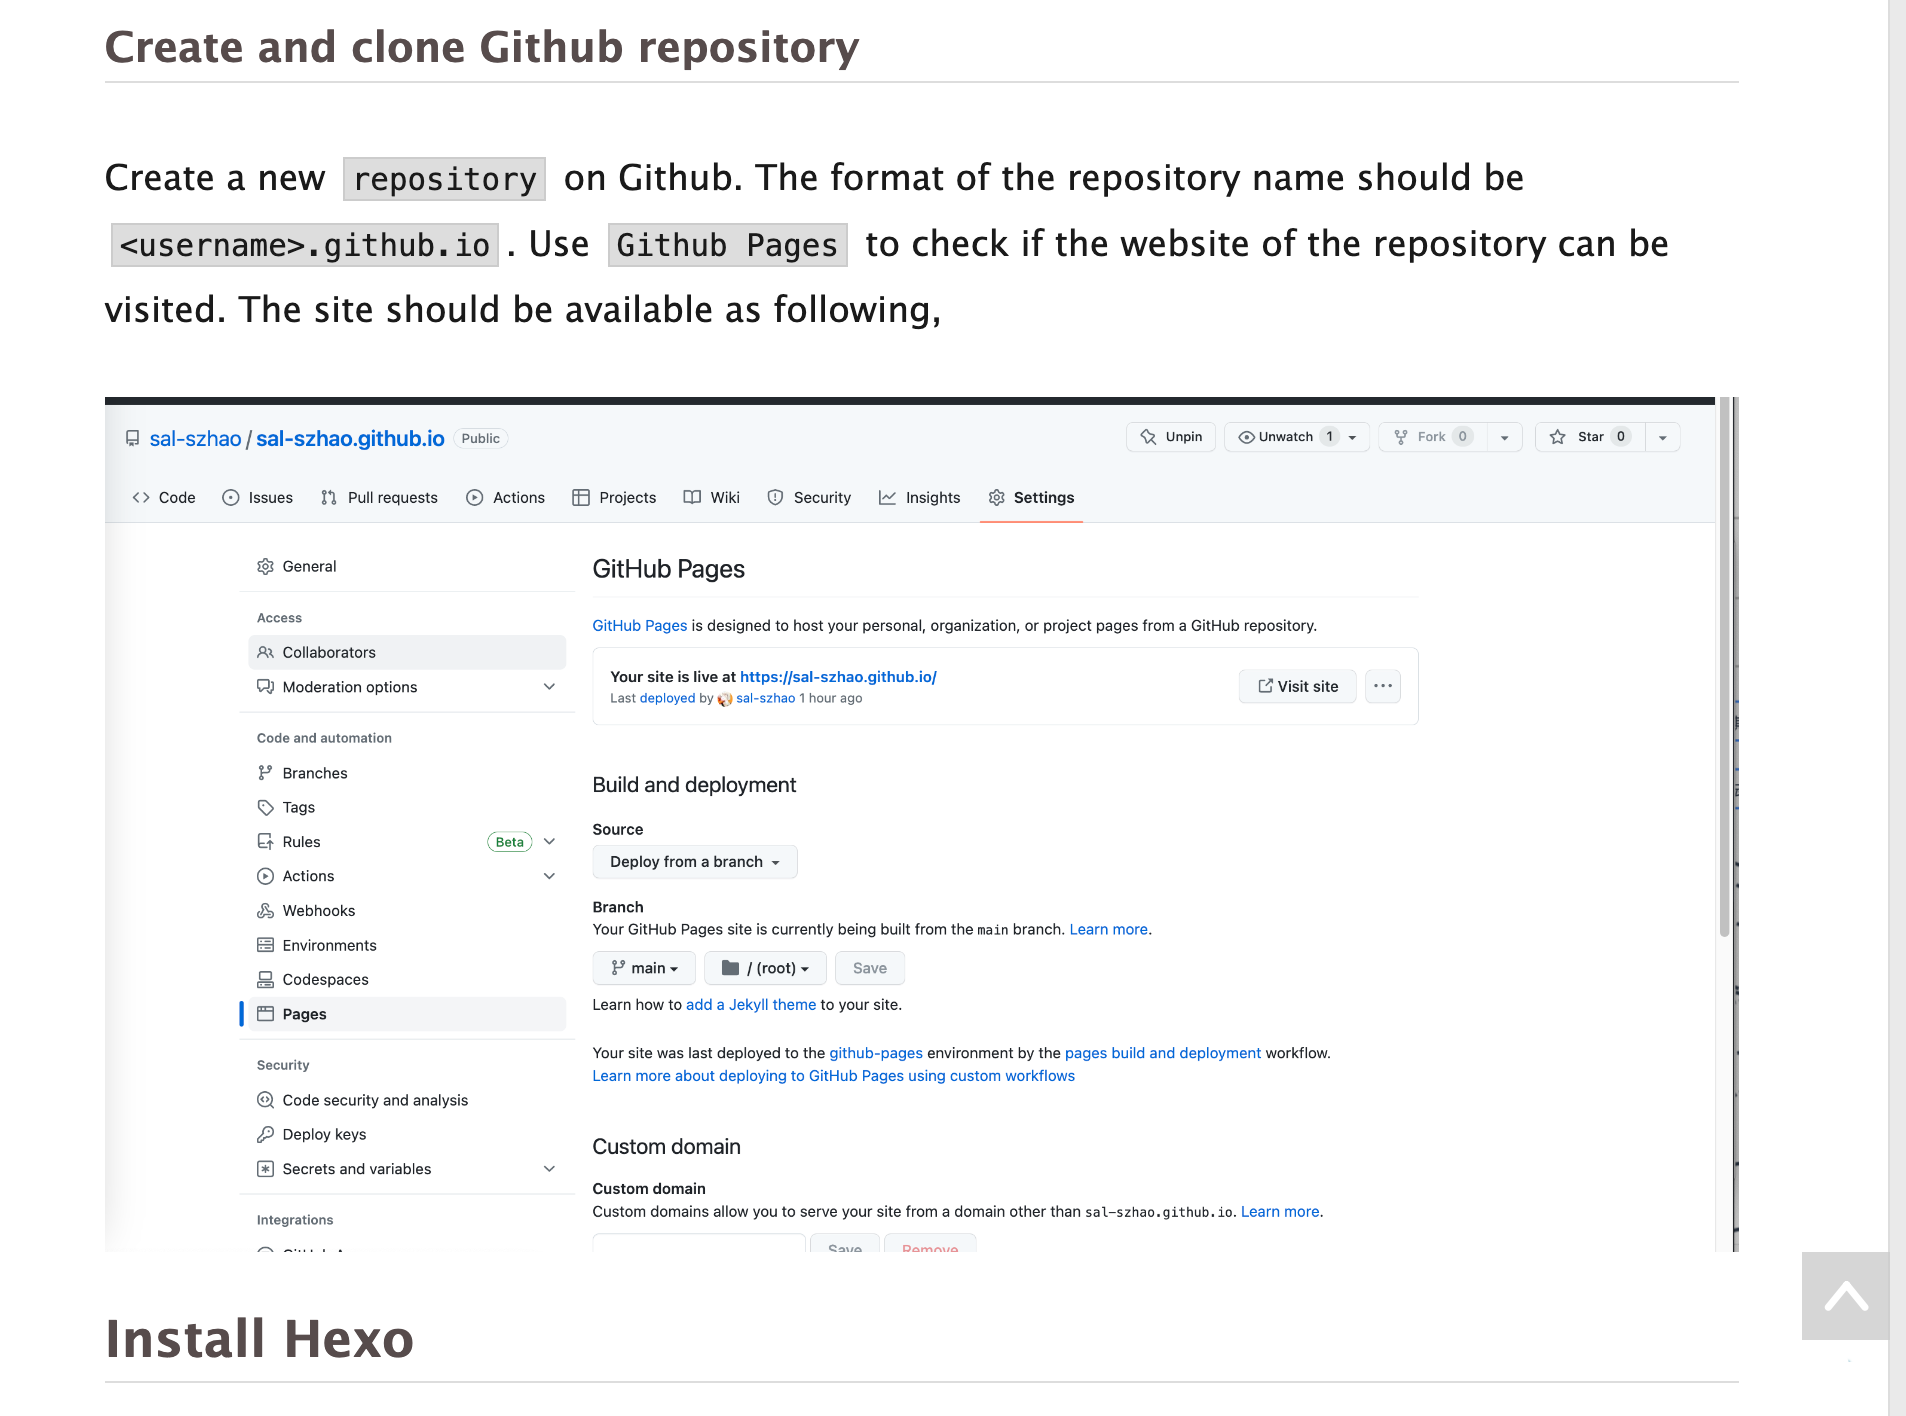 Create and clone Github repository
Create a new repository on Github. The format of the repository name should be
<username>.github.io . Use Github Pages to check if the website of the repository can be
visited. The site should be available as following,
sal-szhao / sal-szhao.github.io Public Unpin Unwatch 1 Fork 0 Star 0
Code Issues Pull requests Actions Projects Wiki Security Insights Settings
General
Access
Collaborators
Moderation options
Code and automation
Branches
Tags
Rules Beta
Actions
Webhooks
Environments
Codespaces
Pages
Security
Code security and analysis
Deploy keys
Secrets and variables
Integrations
GitHub Pages
GitHub Pages is designed to host your personal, organization, or project pages from a GitHub repository.
Your site is live at https://sal-szhao.github.io/
Last deployed by sal-szhao 1 hour ago
Visit site
Build and deployment
Source
Deploy from a branch
Branch
Your GitHub Pages site is currently being built from the main branch. Learn more.
main / (root) Save
Learn how to add a Jekyll theme to your site.
Your site was last deployed to the github-pages environment by the pages build and deployment workflow.
Learn more about deploying to GitHub Pages using custom workflows
Custom domain
Custom domain
Custom domains allow you to serve your site from a domain other than sal-szhao.github.io. Learn more.
Save Remove
Install Hexo